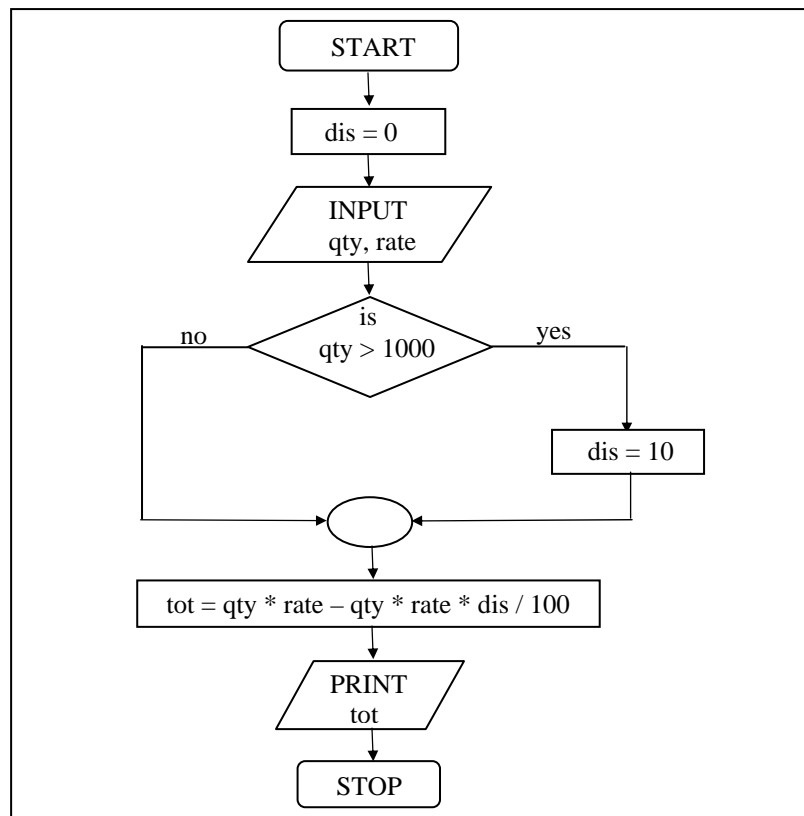 START
dis = 0
INPUT
qty, rate
is
no
qty > 1000
yes
dis = 10
tot = qty * rate – qty * rate * dis / 100
PRINT
tot
STOP